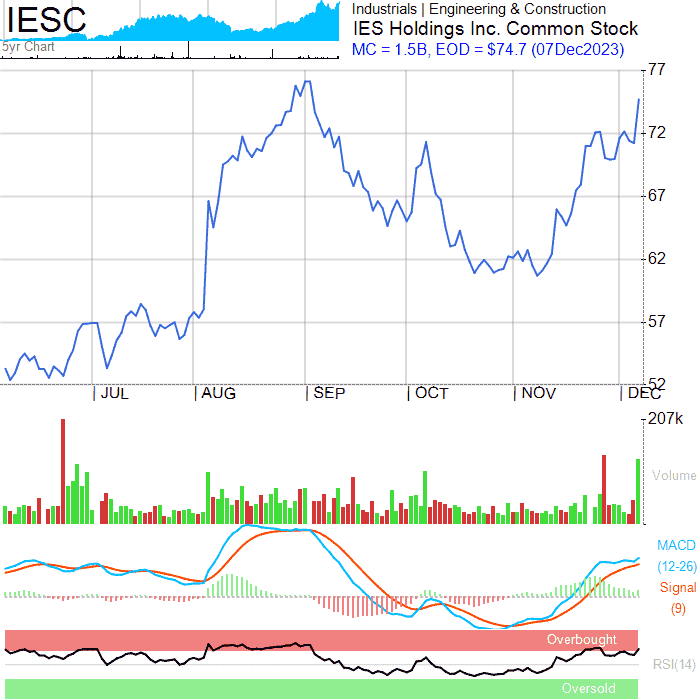 IESC
5yr Chart
Industrials | Engineering & Construction
IES Holdings Inc. Common Stock
MC = 1.5B, EOD = $74.7 (07Dec2023)
77
72
67
62
57
52
| JUL
| AUG
| SEP
| OCT
| NOV
| DEC
207k
Volume
MACD
(12-26)
Signal
(9)
Overbought
RSI(14)
Oversold